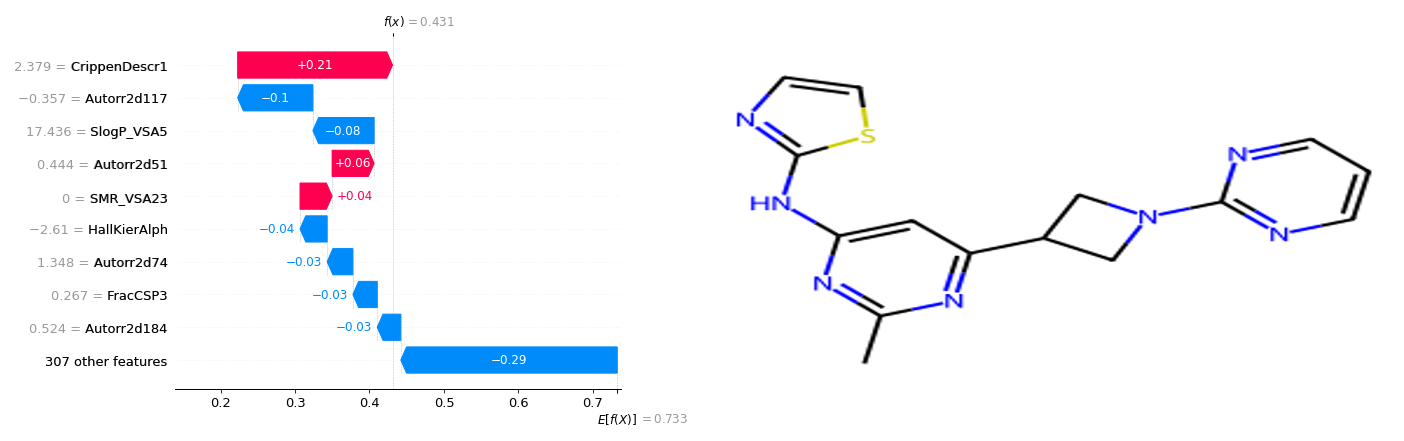 f(x) = 0.431
2.379 = CrippenDescr1
+0.21
−0.357 = Autorr2d117
−0.1
17.436 = SlogP_VSA5
−0.08
0.444 = Autorr2d51
+0.06
0 = SMR_VSA23
+0.04
−2.61 = HallKierAlph
−0.04
1.348 = Autorr2d74
−0.03
0.267 = FracCSP3
−0.03
0.524 = Autorr2d184
−0.03
307 other features
−0.29
0.2 0.3 0.4 0.5 0.6 0.7
E[f(X)] = 0.733
N
S
HN
N
N
N
N
N